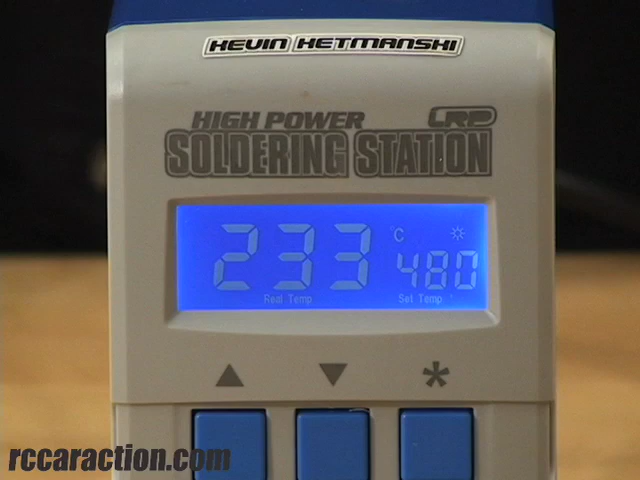 KEVIN HETMANSKI
HIGH POWER LRP
SOLDERING STATION
233 °C 480
Real Temp Set Temp
rccaraction.com